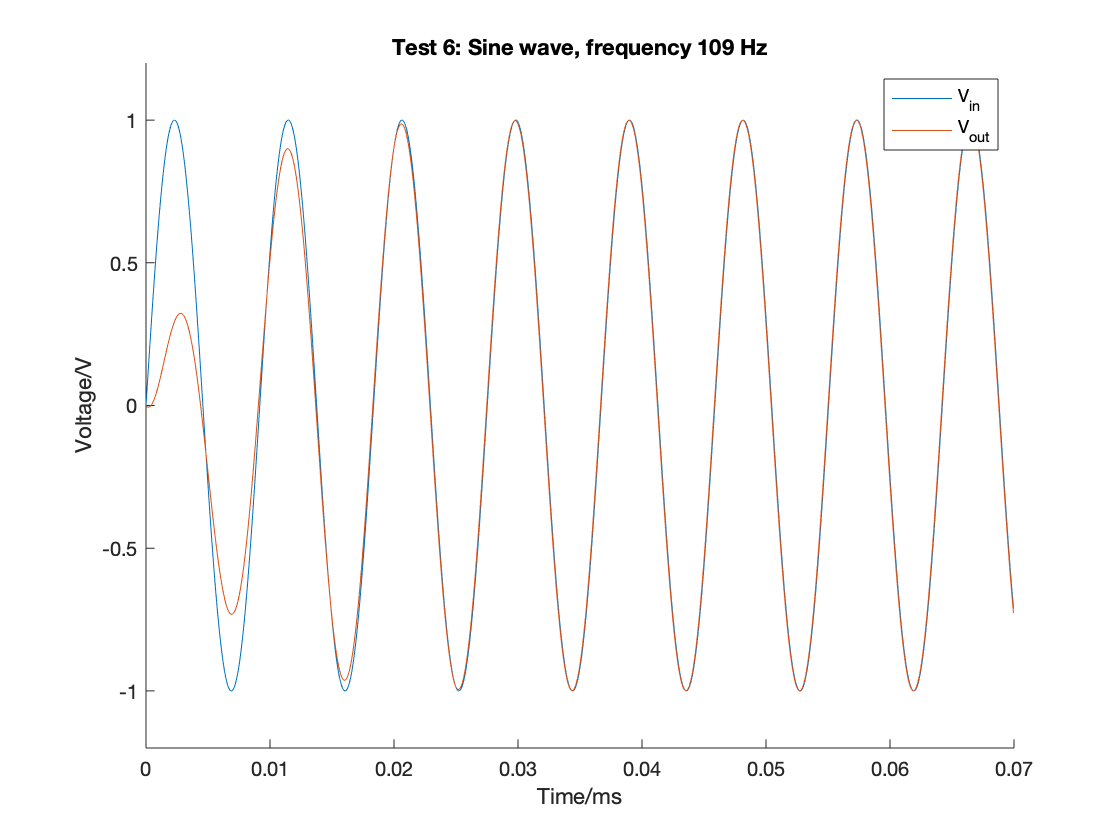 Test 6: Sine wave, frequency 109 Hz
V_in
V_out
1
0.5
0
-0.5
-1
Voltage/V
0 0.01 0.02 0.03 0.04 0.05 0.06 0.07
Time/ms